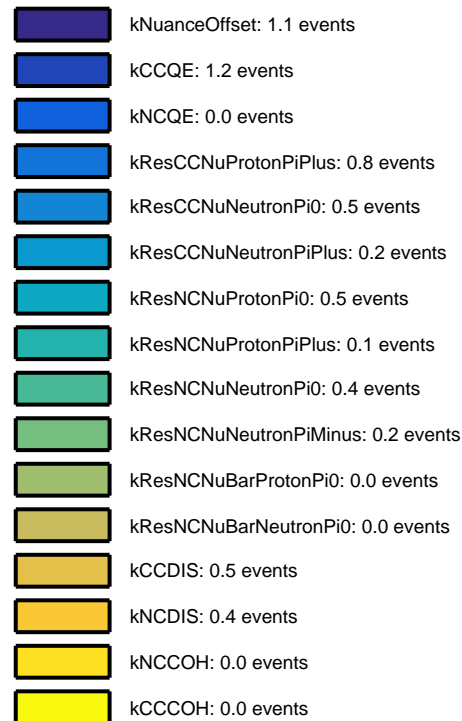 kNuanceOffset: 1.1 events
kCCQE: 1.2 events
kNCQE: 0.0 events
kResCCNuProtonPiPlus: 0.8 events
kResCCNuNeutronPi0: 0.5 events
kResCCNuNeutronPiPlus: 0.2 events
kResNCNuProtonPi0: 0.5 events
kResNCNuProtonPiPlus: 0.1 events
kResNCNuNeutronPi0: 0.4 events
kResNCNuNeutronPiMinus: 0.2 events
kResNCNuBarProtonPi0: 0.0 events
kResNCNuBarNeutronPi0: 0.0 events
kCCDIS: 0.5 events
kNCDIS: 0.4 events
kNCCOH: 0.0 events
kCCCOH: 0.0 events